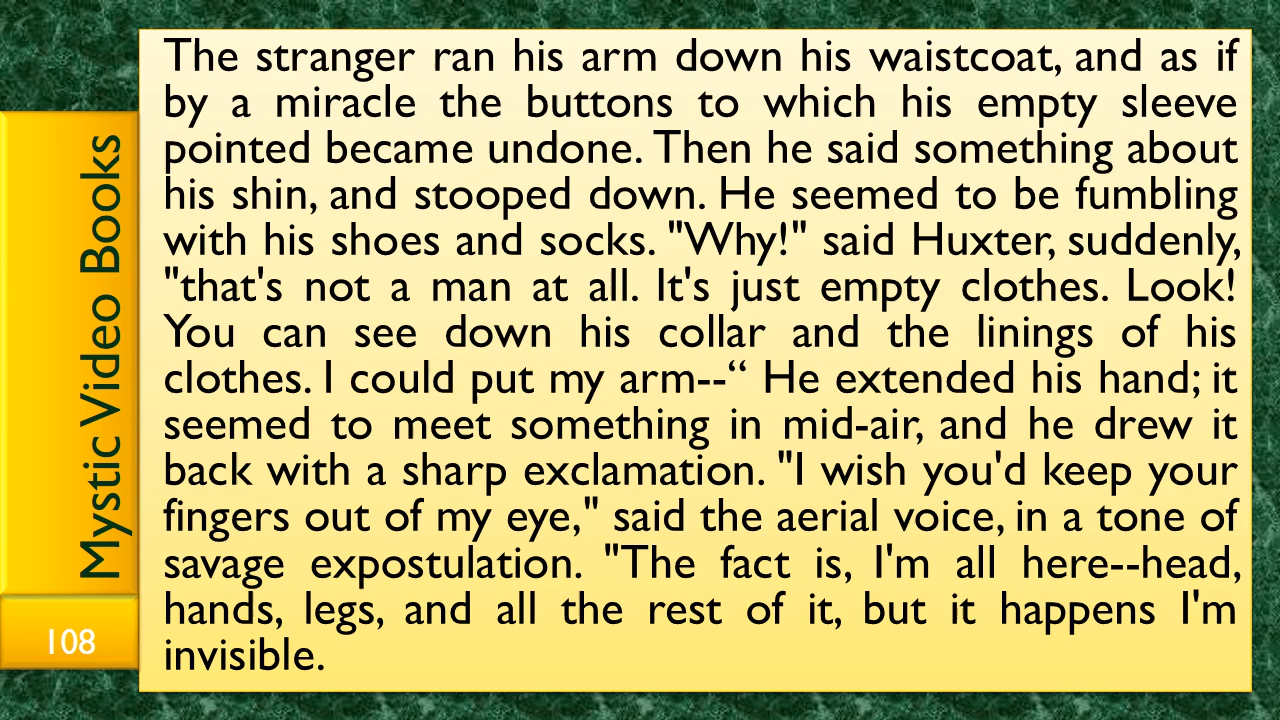 The stranger ran his arm down his waistcoat, and as if
by a miracle the buttons to which his empty sleeve
pointed became undone. Then he said something about
his shin, and stooped down. He seemed to be fumbling
with his shoes and socks. "Why!" said Huxter, suddenly,
"that's not a man at all. It's just empty clothes. Look!
You can see down his collar and the linings of his
clothes. I could put my arm--“ He extended his hand; it
seemed to meet something in mid-air, and he drew it
back with a sharp exclamation. "I wish you'd keep your
fingers out of my eye," said the aerial voice, in a tone of
savage expostulation. "The fact is, I'm all here--head,
hands, legs, and all the rest of it, but it happens I'm
invisible.
Mystic Video Books
108